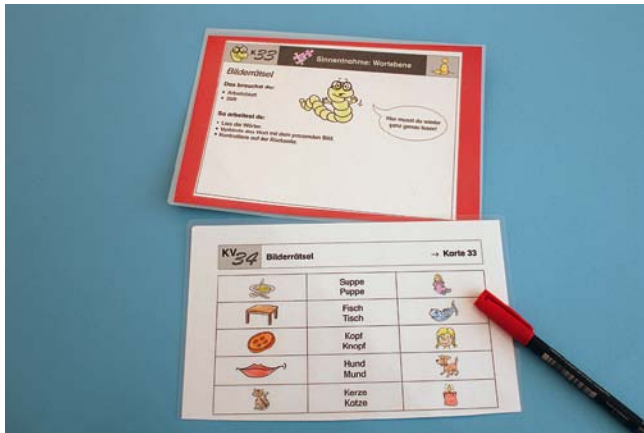 K33 Sinnentnahme: Wortebene
Bilderrätsel
Das brauchst du:
• Arbeitsblatt
• Stift
So arbeitest du:
• Lies die Wörter.
• Verbinde das Wort mit dem passenden Bild.
• Kontrolliere auf der Rückseite.
Hier musst du wieder
ganz genau lesen!
KV 34 Bilderrätsel → Karte 33
Suppe
Puppe
Fisch
Tisch
Kopf
Knopf
Hund
Mund
Kerze
Katze